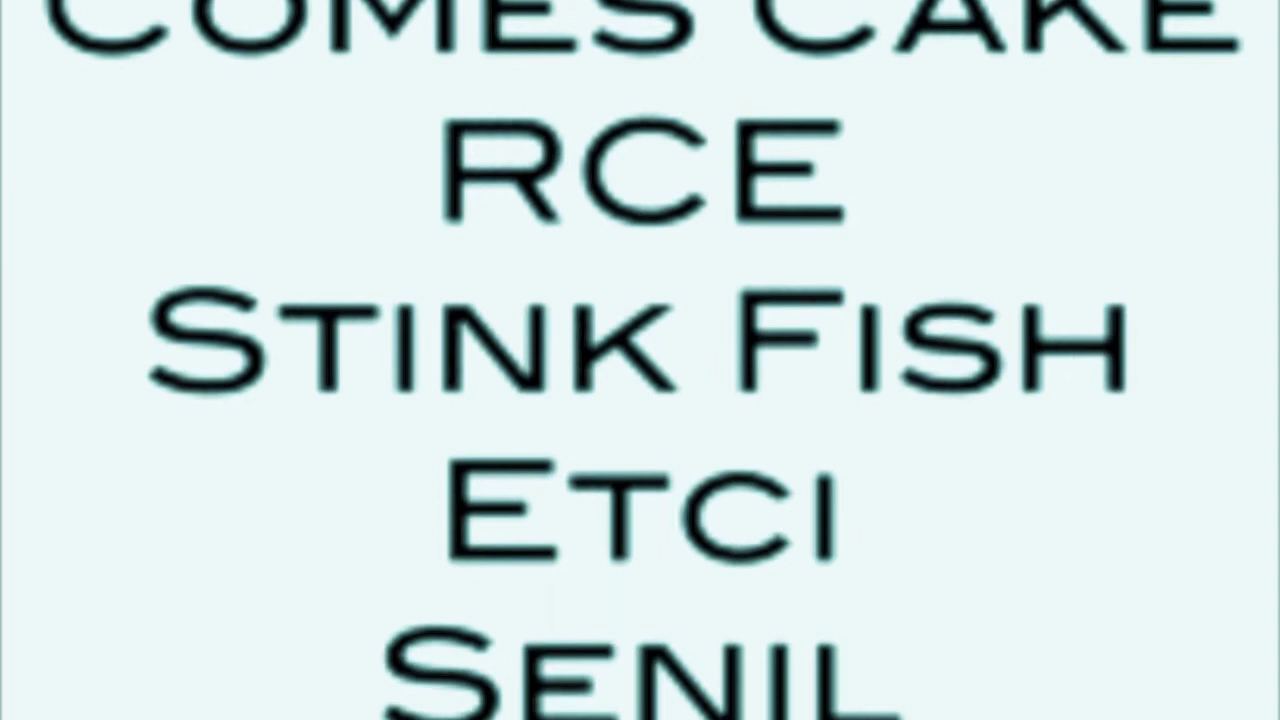 Comes Cake
RCE
Stink Fish
Etci
Senil